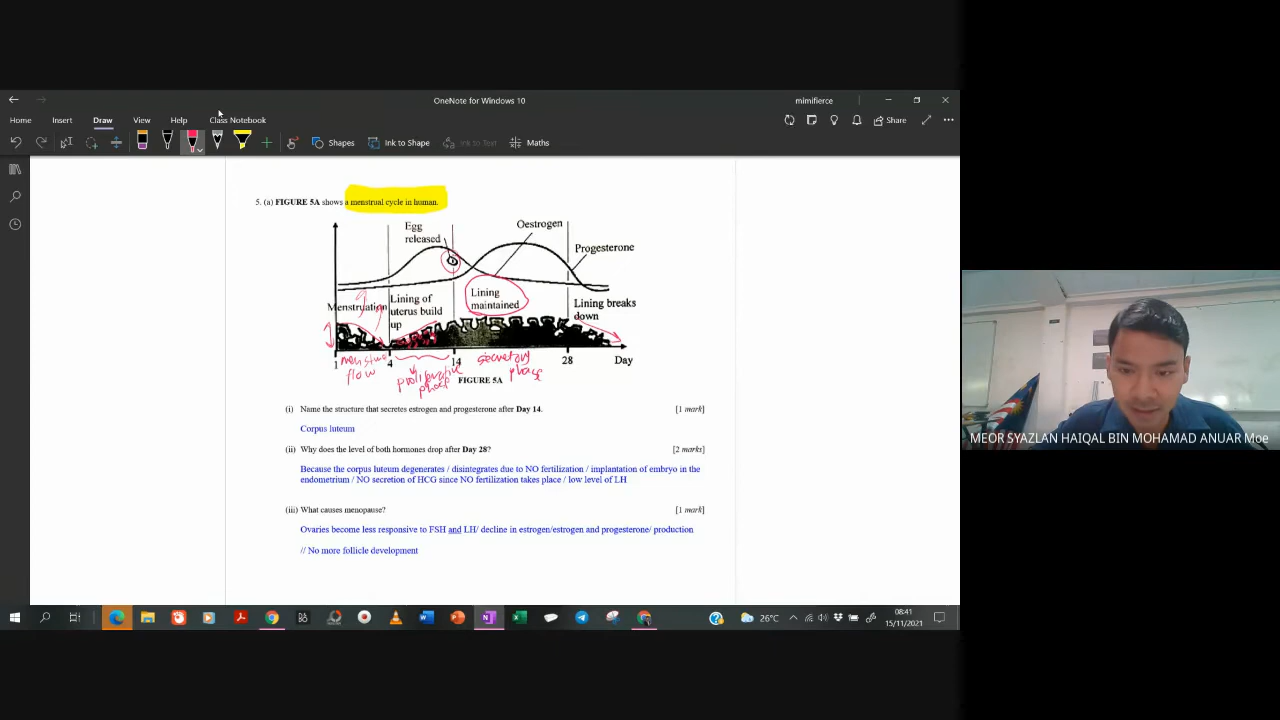 OneNote for Windows 10
mimifierce
Home Insert Draw View Help Class Notebook
Share
Shapes Ink to Shape Ink to Text Maths
5. (a) FIGURE 5A shows a menstrual cycle in human.
Egg
released
Oestrogen
Progesterone
Menstruation
Lining of
uterus build
up
Lining
maintained
Lining breaks
down
1 4 14 28 Day
flow
proliferative
phase
secretory
phase
FIGURE 5A
(i) Name the structure that secretes estrogen and progesterone after Day 14. [1 mark]
Corpus luteum
(ii) Why does the level of both hormones drop after Day 28? [2 marks]
Because the corpus luteum degenerates / disintegrates due to NO fertilization / implantation of embryo in the
endometrium / NO secretion of HCG since NO fertilization takes place / low level of LH
(iii) What causes menopause? [1 mark]
Ovaries become less responsive to FSH and LH/ decline in estrogen/estrogen and progesterone/ production
// No more follicle development
MEOR SYAZLAN HAIQAL BIN MOHAMAD ANUAR Moe
26°C
08:41
15/11/2021